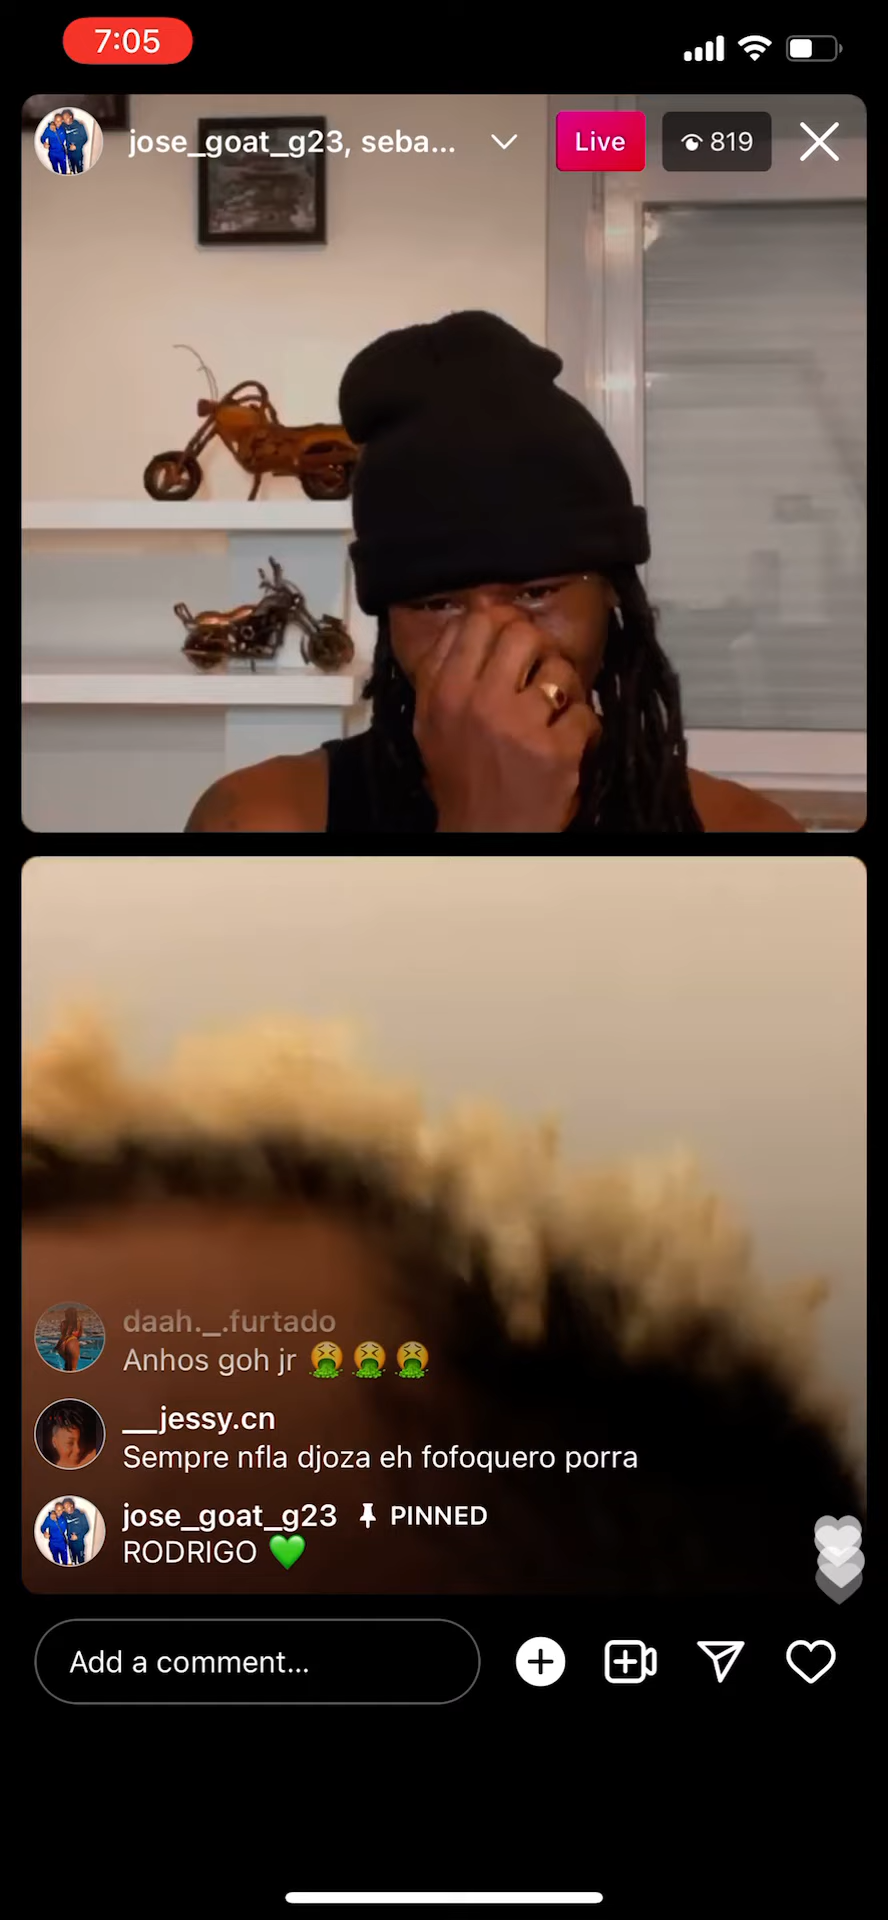 7:05
jose_goat_g23, seba...
Live
819
daah._.furtado
Anhos goh jr 🤮🤮🤮
__jessy.cn
Sempre nfla djoza eh fofoquero porra
jose_goat_g23 PINNED
RODRIGO 💚
Add a comment...